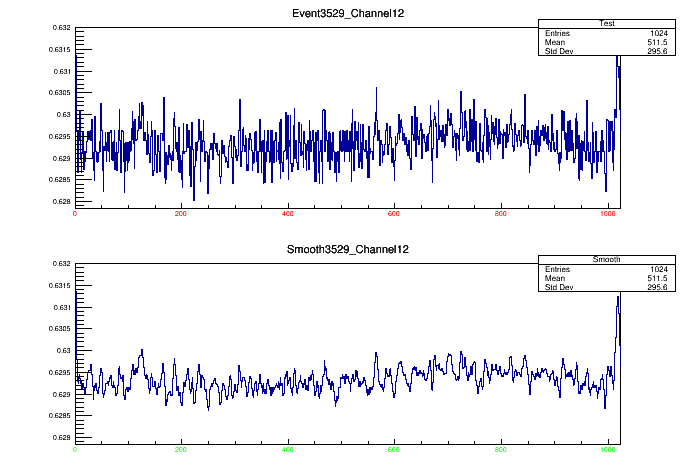 Event3529_Channel12
Test
Entries 1024
Mean 511.5
Std Dev 295.6
0.632
0.6315
0.631
0.6305
0.63
0.6295
0.629
0.6285
0.628
0 200 400 600 800 1000
Smooth3529_Channel12
Smooth
Entries 1024
Mean 511.5
Std Dev 295.6
0.632
0.6315
0.631
0.6305
0.63
0.6295
0.629
0.6285
0.628
0 200 400 600 800 1000